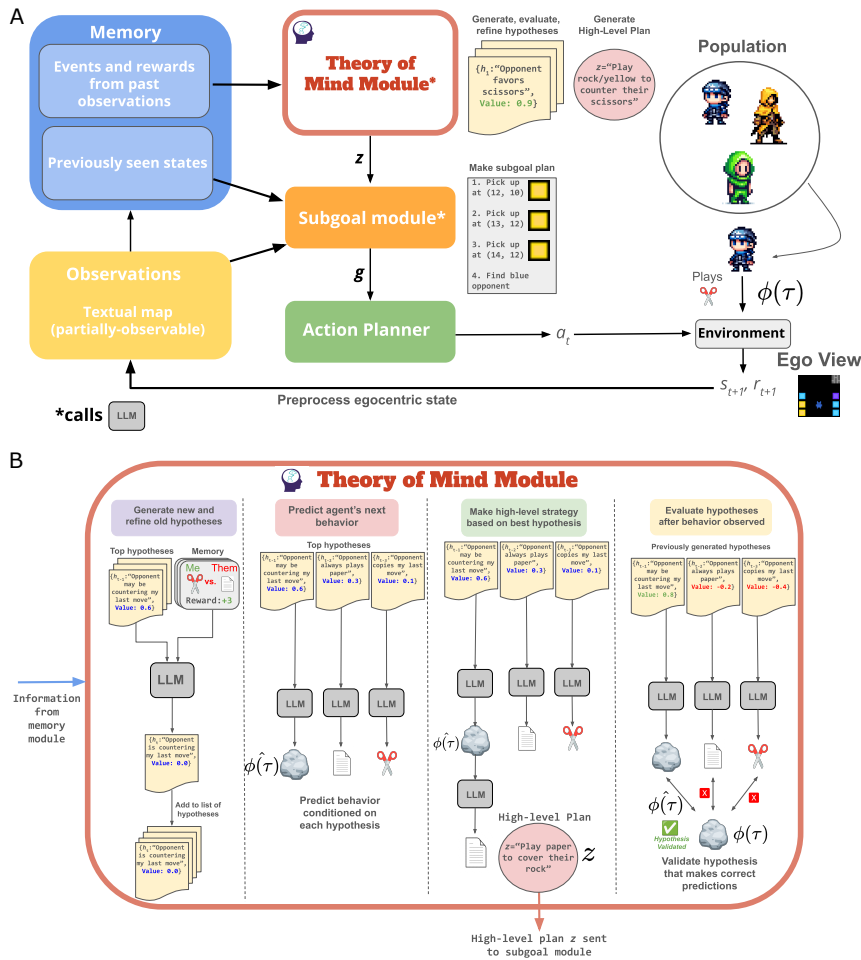 A
Memory
Events and rewards
from past
observations
Previously seen states
Observations
Textual map
(partially-observable)
*calls
LLM
Theory of
Mind Module*
z
Subgoal module*
g
Action Planner
Generate, evaluate,
refine hypotheses
{h₁:“Opponent
favors
scissors”,
Value: 0.9}
Generate
High-Level Plan
z=“Play
rock/yellow to
counter their
scissors”
Make subgoal plan
1. Pick up
at (12, 10)
2. Pick up
at (13, 12)
3. Pick up
at (14, 12)
4. Find blue
opponent
Population
Plays
ϕ(τ)
aₜ
Environment
Ego View
sₜ₊₁, rₜ₊₁
Preprocess egocentric state
B
Theory of Mind Module
Information
from
memory
module
Generate new and
refine old hypotheses
Top hypotheses
Memory
{hₜ₋₁:“Opponent
may be
countering my
last move”,
Value: 0.6}
Me
Them
vs.
Reward:+3
LLM
{hₜ:“Opponent
is countering
my last move”,
Value: 0.0}
Add to list of
hypotheses
{hₜ:“Opponent
is countering
my last move”,
Value: 0.0}
Predict agent’s next
behavior
Top hypotheses
{hₜ₋₁:“Opponent
may be
countering my
last move”,
Value: 0.6}
{hₜ₋₂:“Opponent
always plays
paper”,
Value: 0.3}
{hₜ₋₃:“Opponent
copies my last
move”,
Value: 0.1}
LLM
LLM
LLM
ϕ(τ)̂
Predict behavior
conditioned on
each hypothesis
Make high-level strategy
based on best hypothesis
{hₜ₋₁:“Opponent
may be
countering my
last move”,
Value: 0.6}
{hₜ₋₂:“Opponent
always plays
paper”,
Value: 0.3}
{hₜ₋₃:“Opponent
copies my last
move”,
Value: 0.1}
LLM
LLM
LLM
ϕ(τ)̂
LLM
High-level Plan
z=“Play paper
to cover their
rock”
z
High-level plan z sent
to subgoal module
Evaluate hypotheses
after behavior observed
Previously generated hypotheses
{hₜ₋₁:“Opponent
may be
countering my
last move”,
Value: 0.8}
{hₜ₋₂:“Opponent
always plays
paper”,
Value: -0.2}
{hₜ₋₃:“Opponent
copies my last
move”,
Value: -0.4}
LLM
LLM
LLM
X
X
ϕ(τ)̂
Hypothesis
Validated
ϕ(τ)
Validate hypothesis
that makes correct
predictions